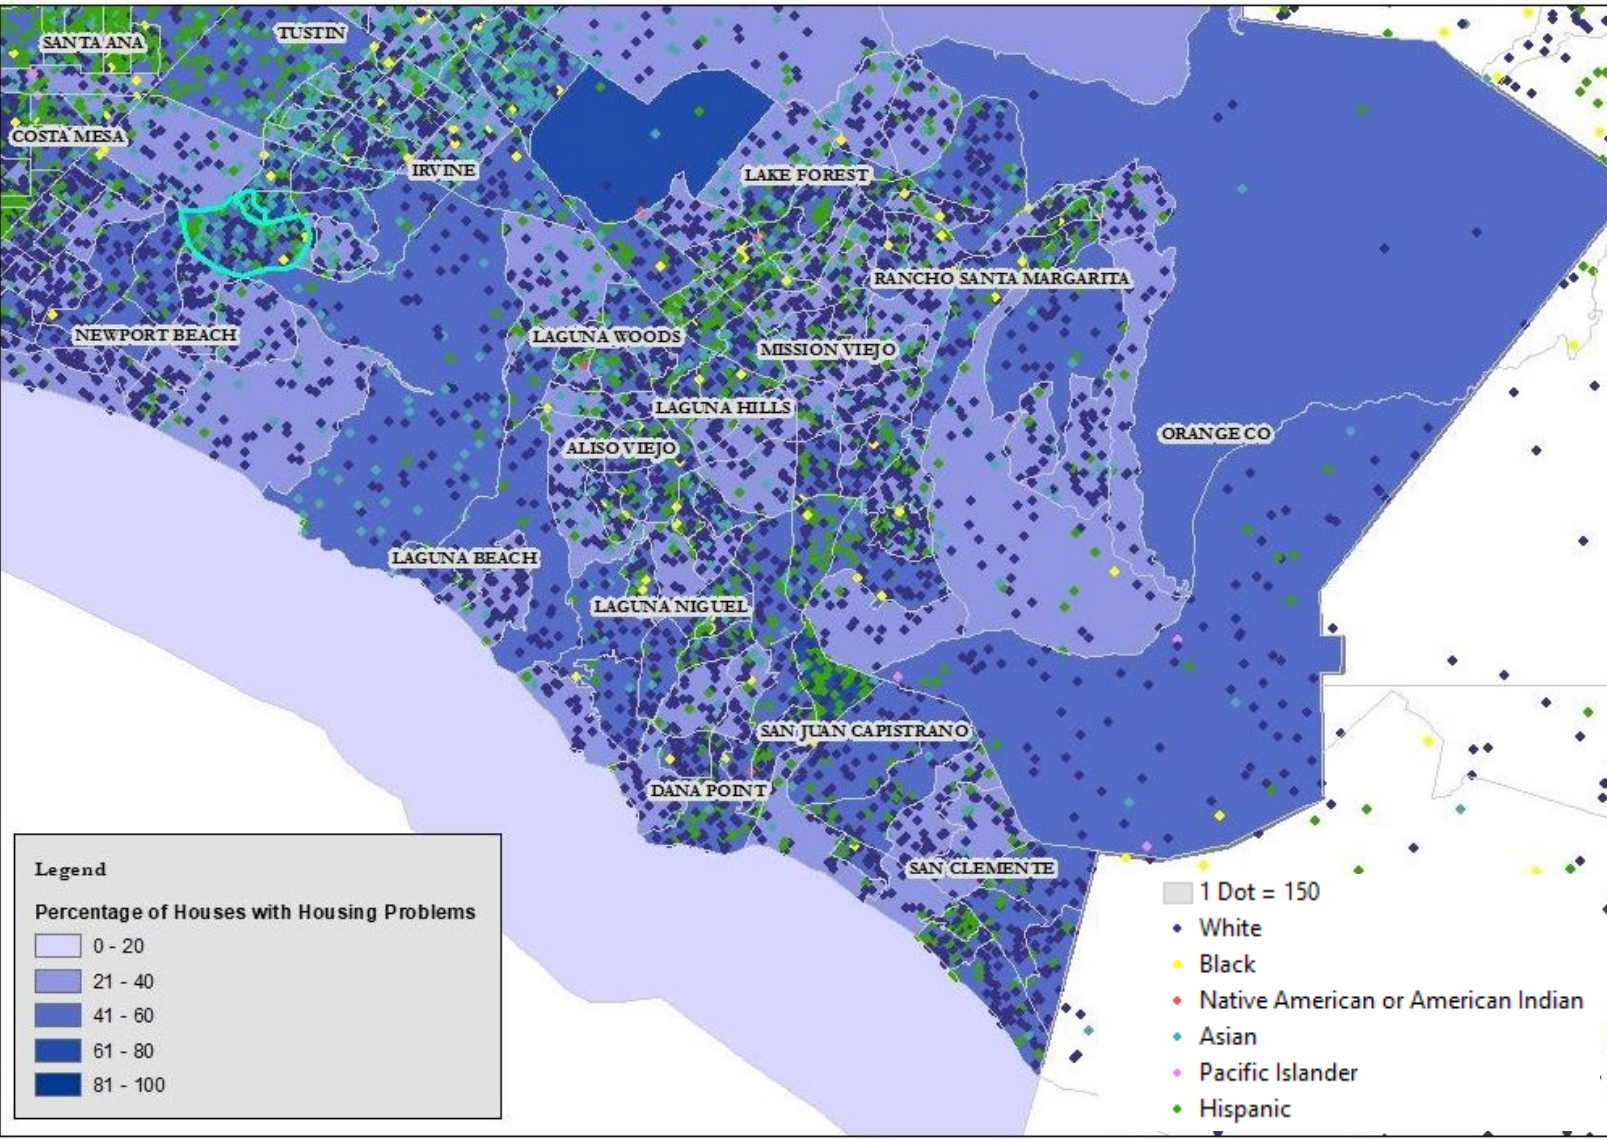 SANTA ANA
TUSTIN
COSTA MESA
IRVINE
LAKE FOREST
RANCHO SANTA MARGARITA
NEWPORT BEACH
LAGUNA WOODS
MISSION VIEJO
LAGUNA HILLS
ALISO VIEJO
ORANGE CO
LAGUNA BEACH
LAGUNA NIGUEL
SAN JUAN CAPISTRANO
DANA POINT
SAN CLEMENTE
Legend
Percentage of Houses with Housing Problems
0 - 20
21 - 40
41 - 60
61 - 80
81 - 100
1 Dot = 150
White
Black
Native American or American Indian
Asian
Pacific Islander
Hispanic